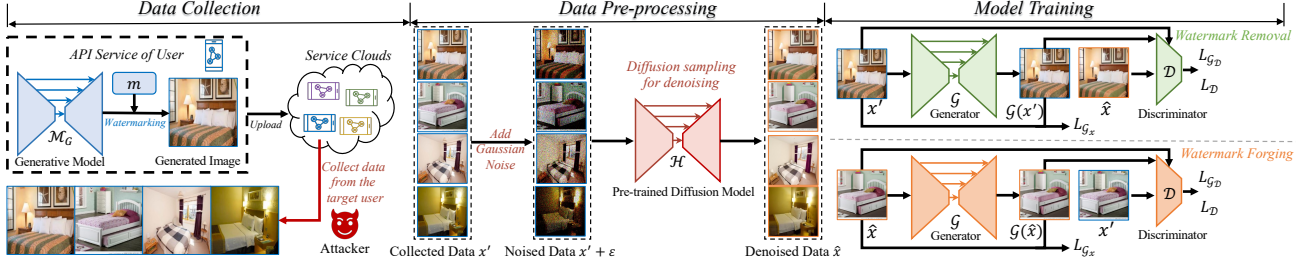 Data Collection
Data Pre-processing
Model Training
API Service of User
m
Watermarking
M_G
Generative Model
Generated Image
Upload
Service Clouds
Collect data
from the
target user
Attacker
Add
Gaussian
Noise
Collected Data x′
Noised Data x′ + ε
Diffusion sampling
for denoising
H
Pre-trained Diffusion Model
Denoised Data x̂
Watermark Removal
x′
G
Generator
G(x′)
x̂
D
Discriminator
L_{G_D}
L_D
L_{G_x}
Watermark Forging
x̂
G
Generator
G(x̂)
x′
D
Discriminator
L_{G_D}
L_D
L_{G_x}